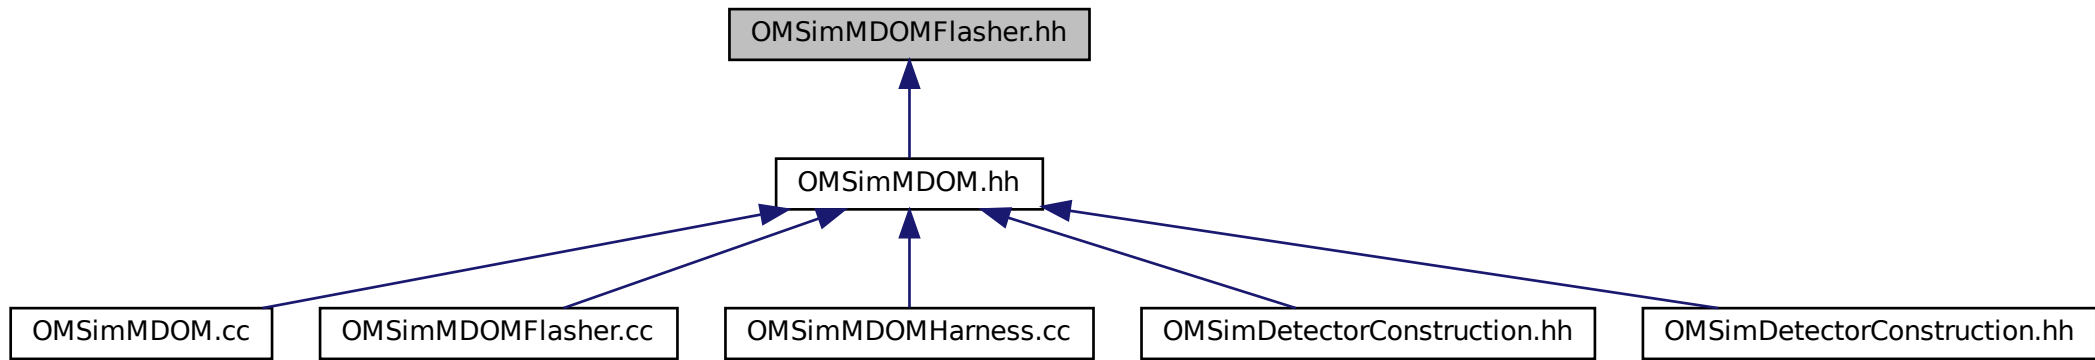 OMSimMDOMFlasher.hh
OMSimMDOM.hh
OMSimMDOM.cc
OMSimMDOMFlasher.cc
OMSimMDOMHarness.cc
OMSimDetectorConstruction.hh
OMSimDetectorConstruction.hh